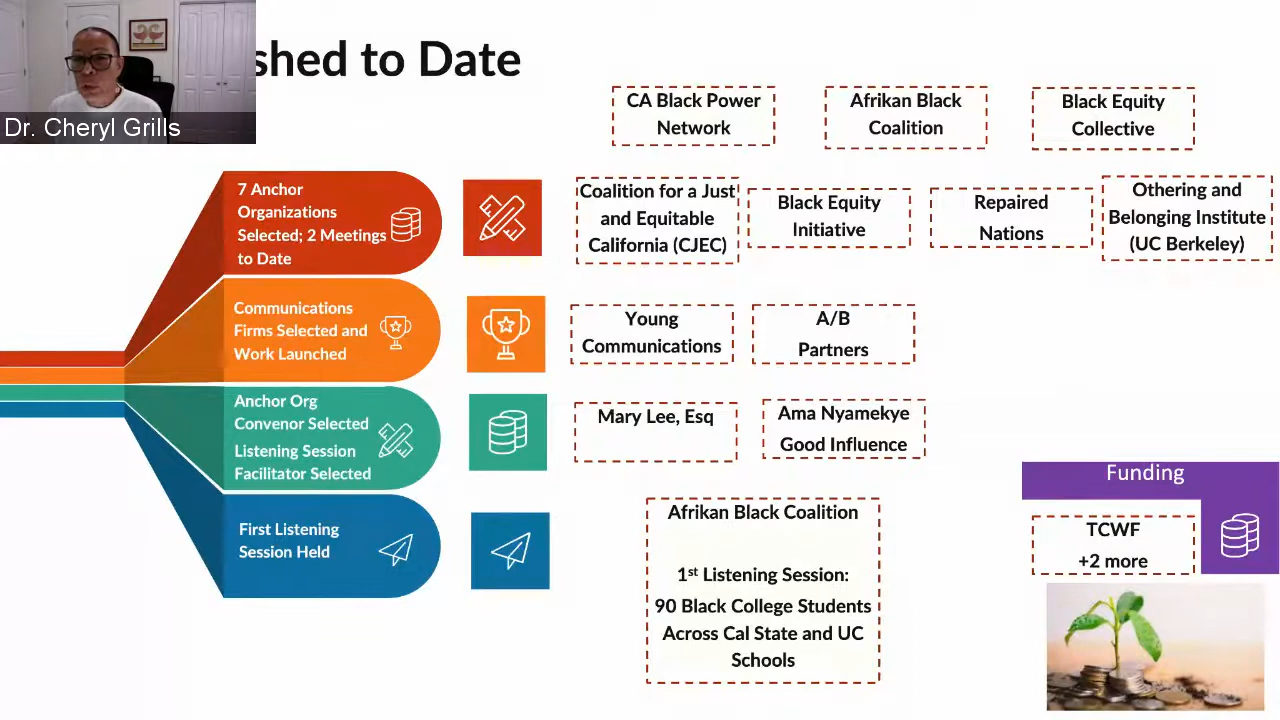 shed to Date
Dr. Cheryl Grills
CA Black Power
Network
Afrikan Black
Coalition
Black Equity
Collective
7 Anchor
Organizations
Selected; 2 Meetings
to Date
Coalition for a Just
and Equitable
California (CJEC)
Black Equity
Initiative
Repaired
Nations
Othering and
Belonging Institute
(UC Berkeley)
Communications
Firms Selected and
Work Launched
Young
Communications
A/B
Partners
Anchor Org
Convenor Selected
Listening Session
Facilitator Selected
Mary Lee, Esq
Ama Nyamekye
Good Influence
First Listening
Session Held
Afrikan Black Coalition
1st Listening Session:
90 Black College Students
Across Cal State and UC
Schools
Funding
TCWF
+2 more